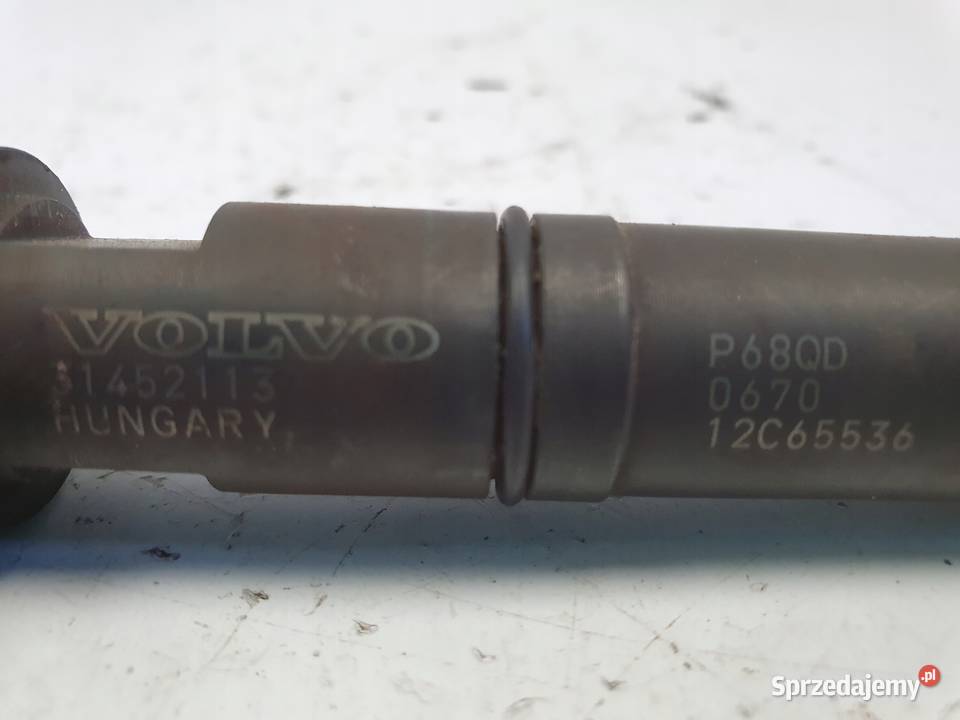 VOLVO
31452113
HUNGARY
P68QD
0670
12C65536
Sprzedajemy.pl